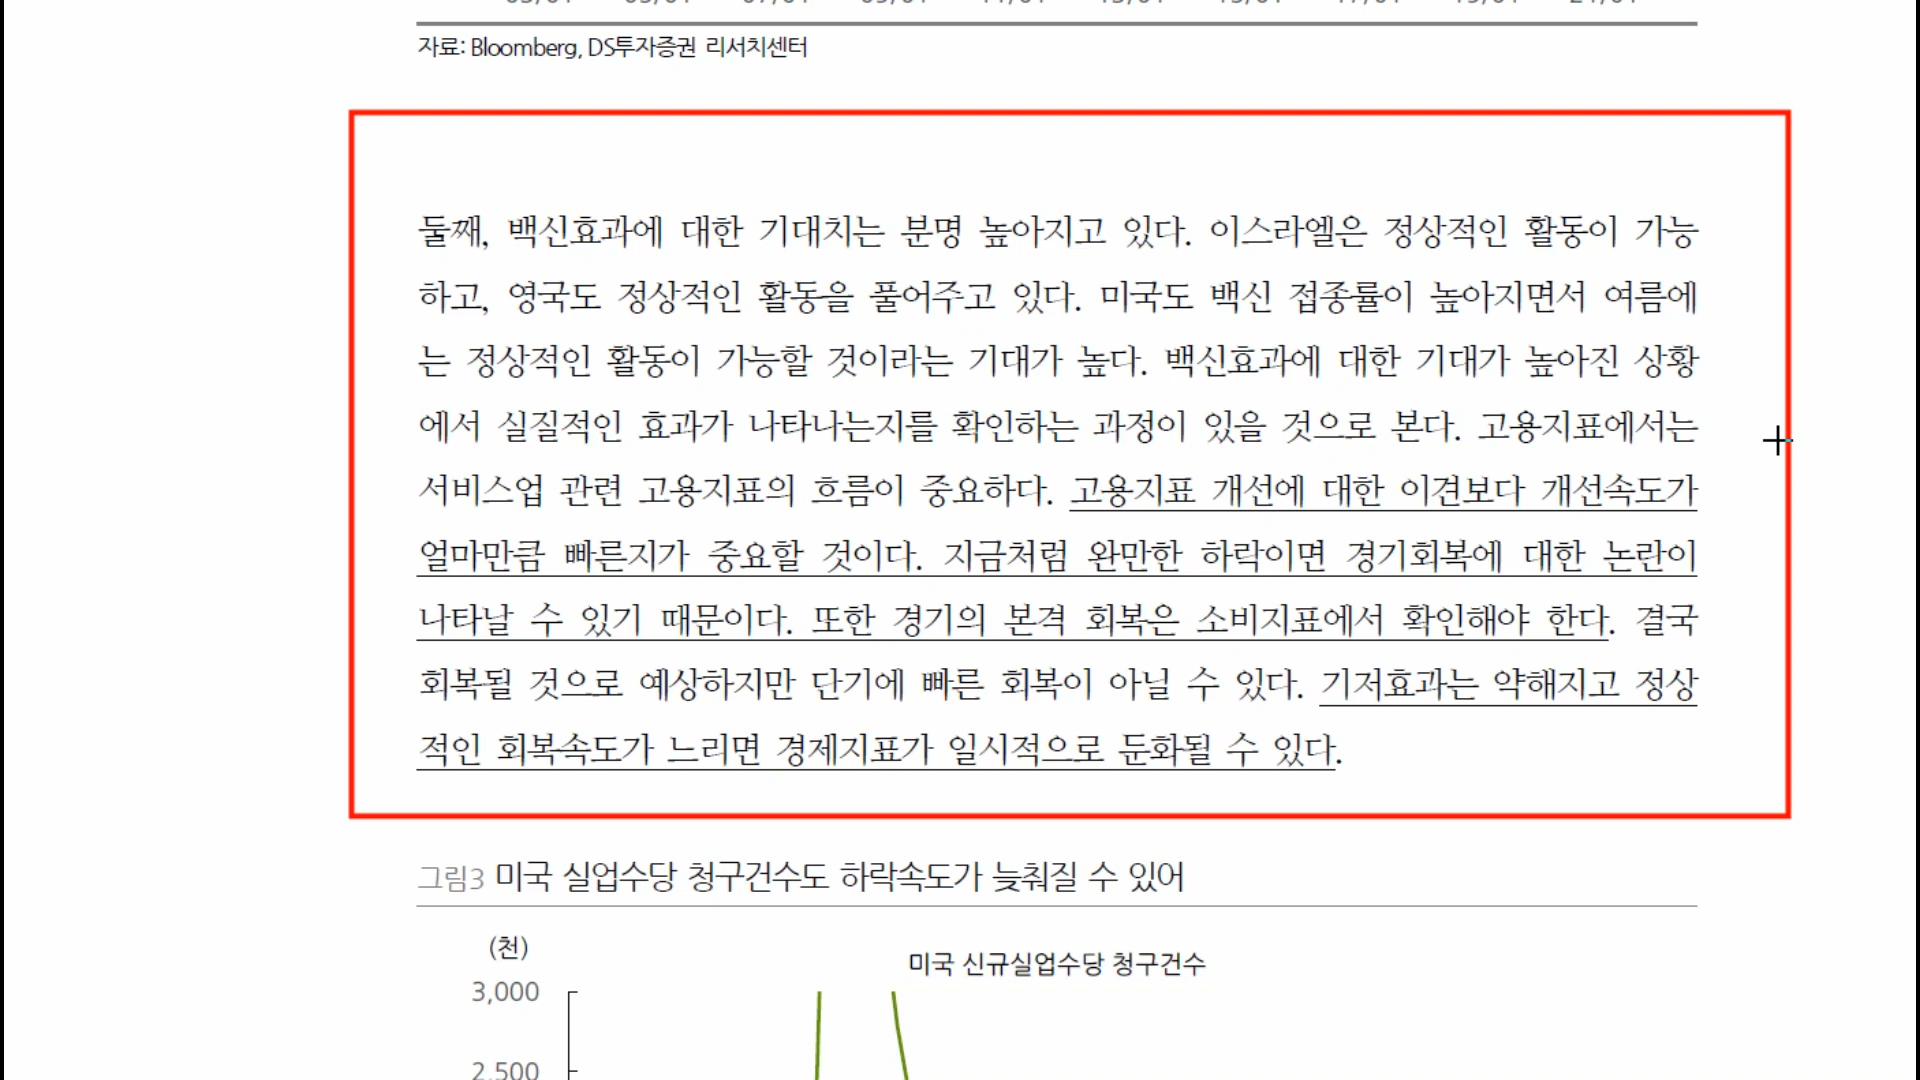 자료: Bloomberg, DS투자증권 리서치센터
둘째, 백신효과에 대한 기대치는 분명 높아지고 있다. 이스라엘은 정상적인 활동이 가능
하고, 영국도 정상적인 활동을 풀어주고 있다. 미국도 백신 접종률이 높아지면서 여름에
는 정상적인 활동이 가능할 것이라는 기대가 높다. 백신효과에 대한 기대가 높아진 상황
에서 실질적인 효과가 나타나는지를 확인하는 과정이 있을 것으로 본다. 고용지표에서는
서비스업 관련 고용지표의 흐름이 중요하다. 고용지표 개선에 대한 이견보다 개선속도가
얼마만큼 빠른지가 중요할 것이다. 지금처럼 완만한 하락이면 경기회복에 대한 논란이
나타날 수 있기 때문이다. 또한 경기의 본격 회복은 소비지표에서 확인해야 한다. 결국
회복될 것으로 예상하지만 단기에 빠른 회복이 아닐 수 있다. 기저효과는 약해지고 정상
적인 회복속도가 느리면 경제지표가 일시적으로 둔화될 수 있다.
그림3 미국 실업수당 청구건수도 하락속도가 늦춰질 수 있어
(천)
미국 신규실업수당 청구건수
3,000
2,500